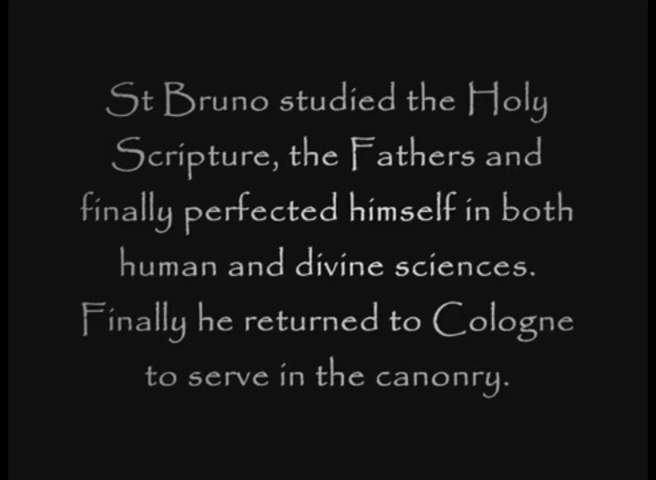 St Bruno studied the Holy
Scripture, the Fathers and
finally perfected himself in both
human and divine sciences.
Finally he returned to Cologne
to serve in the canonry.